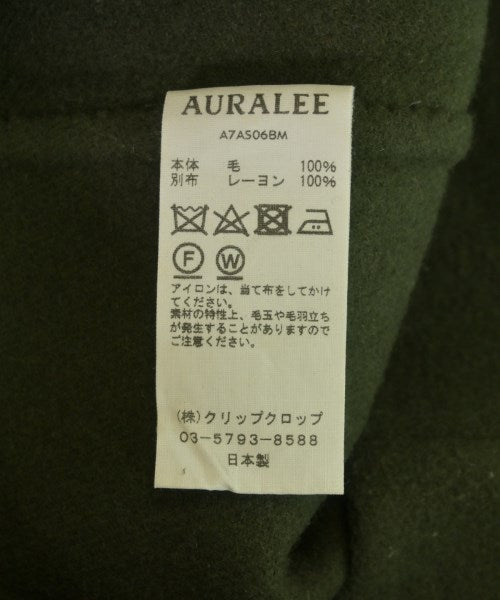 AURALEE
A7AS06BM
本体 毛 100%
別布 レーヨン 100%
F W
アイロンは、当て布をしてかけ
てください。
素材の特性上、毛玉や毛羽立ち
が発生することがありますので
ご注意ください。
(株)クリップクロップ
03-5793-8588
日本製